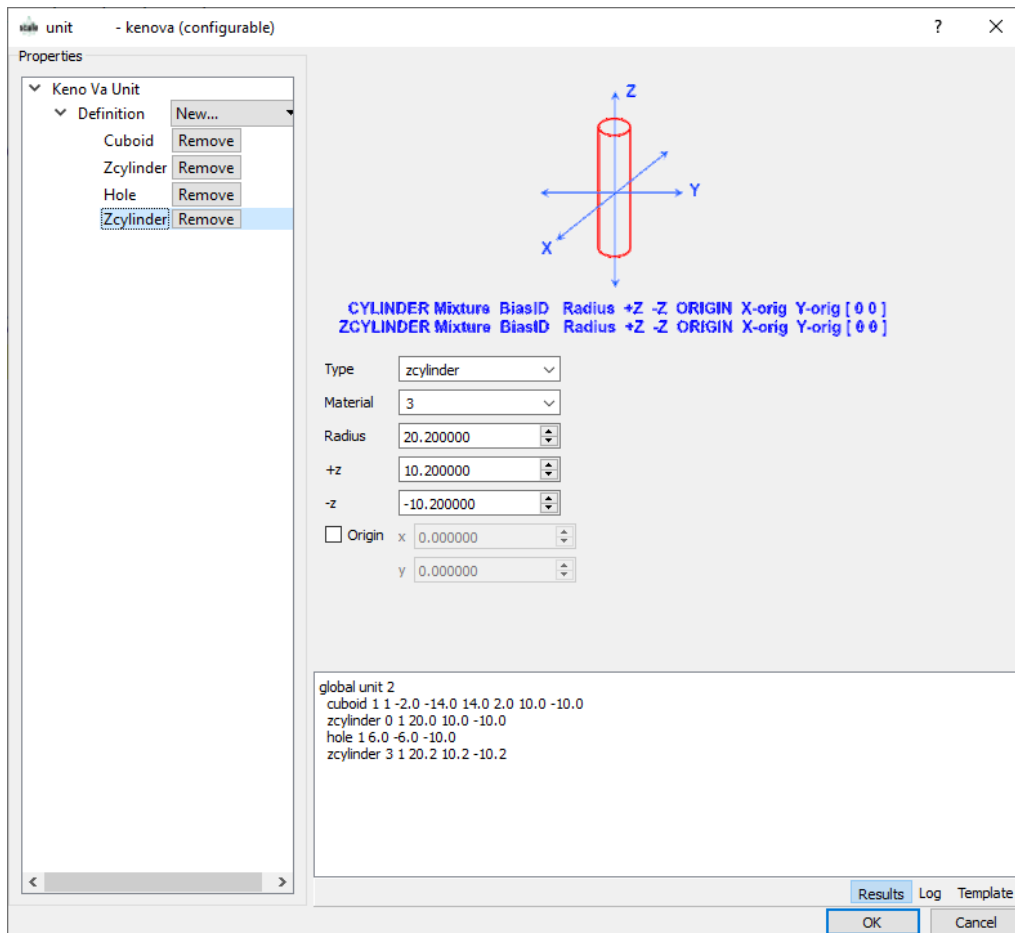 scale unit - kenova (configurable) ?
Properties
Keno Va Unit
Definition New...
Cuboid Remove
Zcylinder Remove
Hole Remove
Zcylinder Remove
Z
Y
X
CYLINDER Mixture BiasID Radius +Z -Z ORIGIN X-orig Y-orig [ 0 0 ]
ZCYLINDER Mixture BiasID Radius +Z -Z ORIGIN X-orig Y-orig [ 0 0 ]
Type zcylinder
Material 3
Radius 20.200000
+z 10.200000
-z -10.200000
Origin x 0.000000
y 0.000000
global unit 2
cuboid 1 1 -2.0 -14.0 14.0 2.0 10.0 -10.0
zcylinder 0 1 20.0 10.0 -10.0
hole 1 6.0 -6.0 -10.0
zcylinder 3 1 20.2 10.2 -10.2
Results Log Template
OK Cancel